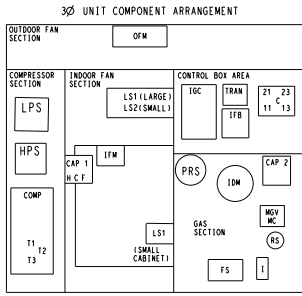 3Ø UNIT COMPONENT ARRANGEMENT
OUTDOOR FAN
SECTION
OFM
COMPRESSOR
SECTION
LPS
HPS
COMP
T1
T2
T3
INDOOR FAN
SECTION
LS1(LARGE)
LS2(SMALL)
IFM
CAP 1
H C F
LS1
(SMALL
CABINET)
CONTROL BOX AREA
IGC
TRAN
IFB
21 23
C
11 13
PRS
IDM
CAP 2
GAS
SECTION
MGV
MC
RS
FS
I